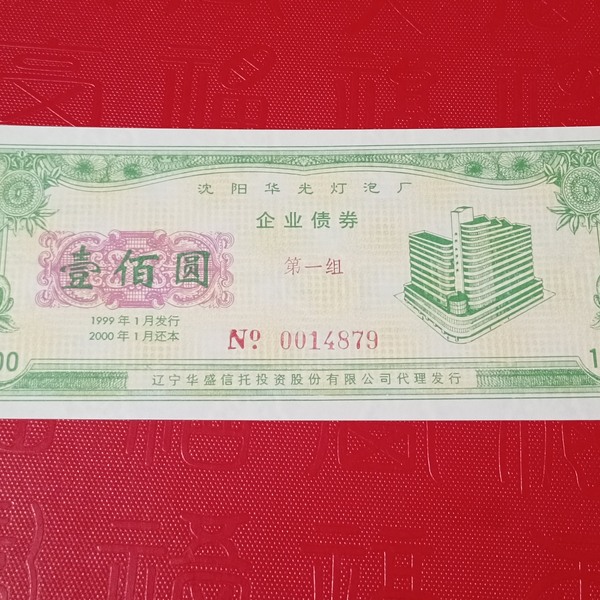 沈阳华光灯泡厂
企业债券
壹佰圆
第一组
1999年1月发行
2000年1月还本
Nº 0014879
00
1
辽宁华盛信托投资股份有限公司代理发行